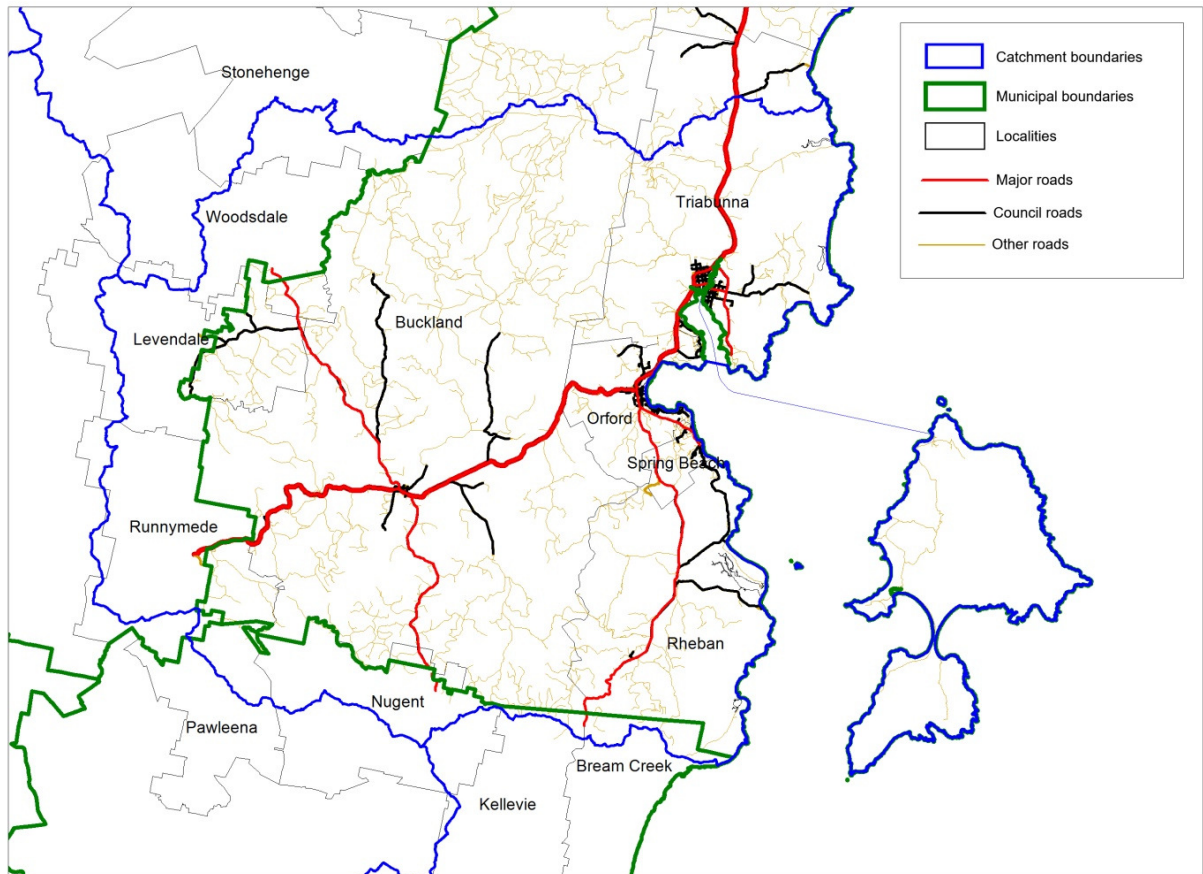 Stonehenge
Woodsdale
Levendale
Buckland
Triabunna
Orford
Spring Beach
Runnymede
Rheban
Nugent
Pawleena
Bream Creek
Kellevie
Catchment boundaries
Municipal boundaries
Localities
Major roads
Council roads
Other roads